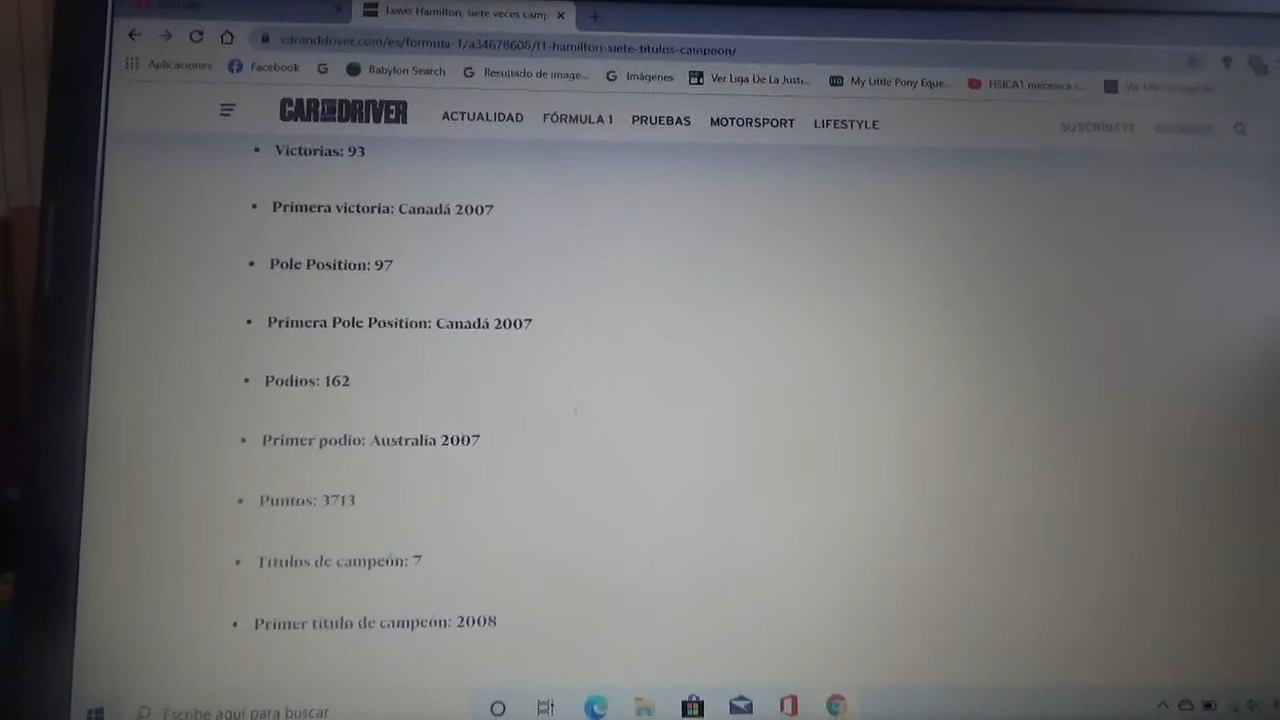 Lewis Hamilton, siete veces camp
caranddriver.com/es/formula-1/a34678605/f1-hamilton-siete-titulos-campeon/
Aplicaciones Facebook Babylon Search Resultado de image... Imágenes Ver Liga De La Justi... My Little Pony Eque...
CAR AND DRIVER ACTUALIDAD FÓRMULA 1 PRUEBAS MOTORSPORT LIFESTYLE SUSCRÍBETE
• Victorias: 93
• Primera victoria: Canadá 2007
• Pole Position: 97
• Primera Pole Position: Canadá 2007
• Podios: 162
• Primer podio: Australia 2007
• Puntos: 3713
• Títulos de campeón: 7
• Primer título de campeón: 2008
Escribe aquí para buscar